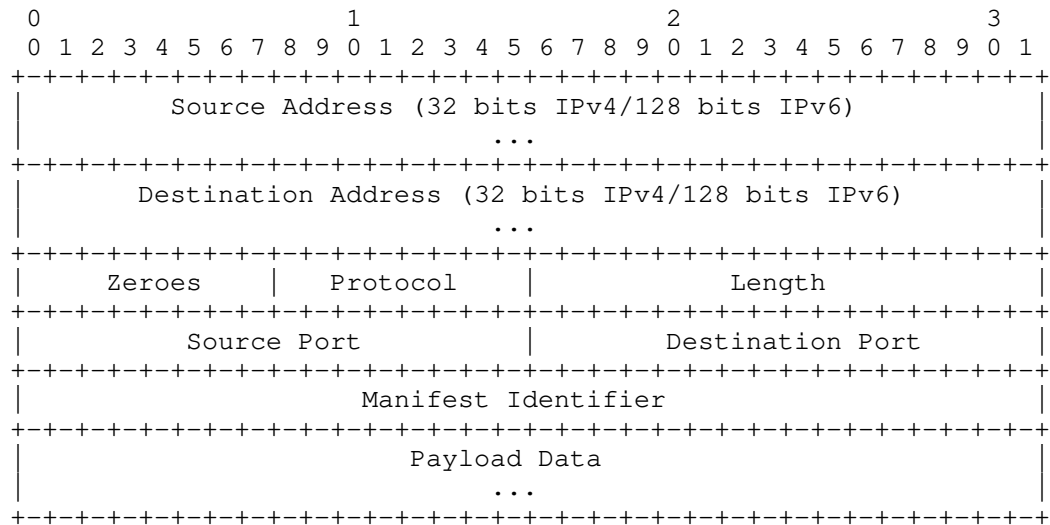 0                   1                   2                   3
 0 1 2 3 4 5 6 7 8 9 0 1 2 3 4 5 6 7 8 9 0 1 2 3 4 5 6 7 8 9 0 1
+-+-+-+-+-+-+-+-+-+-+-+-+-+-+-+-+-+-+-+-+-+-+-+-+-+-+-+-+-+-+-+-+
|         Source Address (32 bits IPv4/128 bits IPv6)           |
|                             ...                               |
+-+-+-+-+-+-+-+-+-+-+-+-+-+-+-+-+-+-+-+-+-+-+-+-+-+-+-+-+-+-+-+-+
|       Destination Address (32 bits IPv4/128 bits IPv6)        |
|                             ...                               |
+-+-+-+-+-+-+-+-+-+-+-+-+-+-+-+-+-+-+-+-+-+-+-+-+-+-+-+-+-+-+-+-+
|     Zeroes    |   Protocol    |            Length             |
+-+-+-+-+-+-+-+-+-+-+-+-+-+-+-+-+-+-+-+-+-+-+-+-+-+-+-+-+-+-+-+-+
|          Source Port          |        Destination Port       |
+-+-+-+-+-+-+-+-+-+-+-+-+-+-+-+-+-+-+-+-+-+-+-+-+-+-+-+-+-+-+-+-+
|                     Manifest Identifier                       |
+-+-+-+-+-+-+-+-+-+-+-+-+-+-+-+-+-+-+-+-+-+-+-+-+-+-+-+-+-+-+-+-+
|                        Payload Data                           |
|                             ...                               |
+-+-+-+-+-+-+-+-+-+-+-+-+-+-+-+-+-+-+-+-+-+-+-+-+-+-+-+-+-+-+-+-+